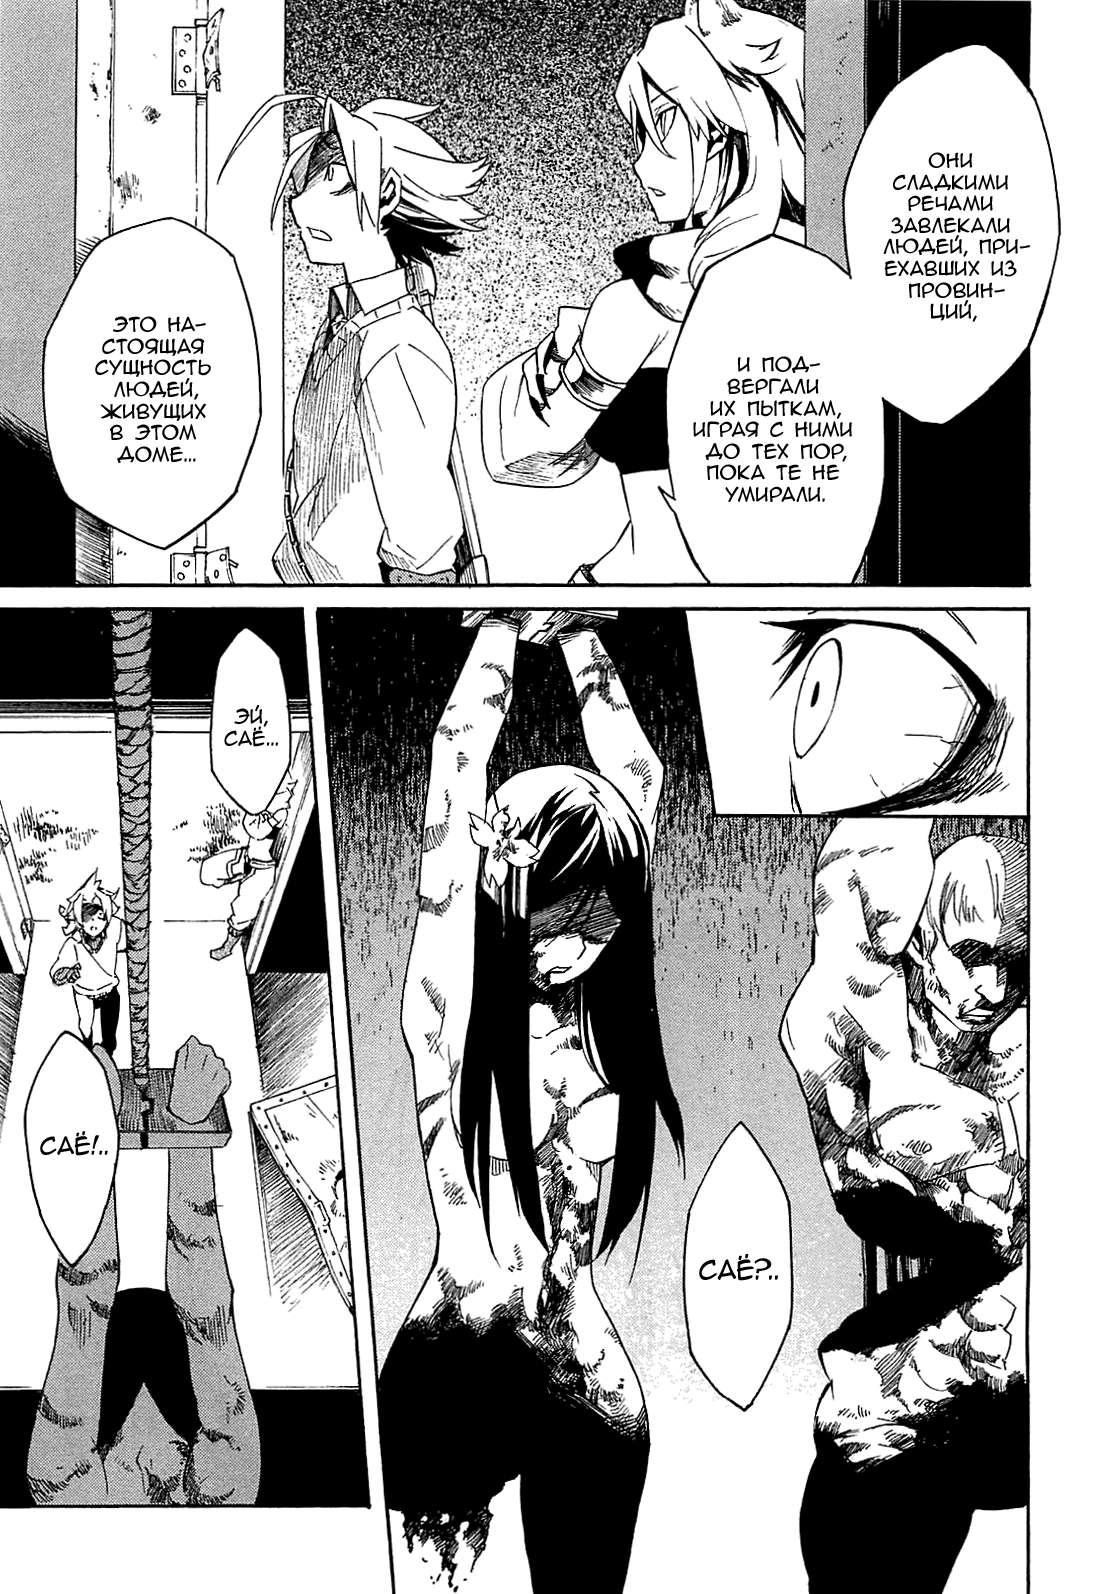 ОНИ
СЛАДКИМИ
РЕЧАМИ
ЗАВЛЕКАЛИ
ЛЮДЕЙ, ПРИ-
ЕХАВШИХ ИЗ
ПРОВИН-
ЦИЙ,
И ПОД-
ВЕРГАЛИ
ИХ ПЫТКАМ,
ИГРАЯ С НИМИ
ДО ТЕХ ПОР,
ПОКА ТЕ НЕ
УМИРАЛИ.
ЭТО НА-
СТОЯЩАЯ
СУЩНОСТЬ
ЛЮДЕЙ,
ЖИВУЩИХ
В ЭТОМ
ДОМЕ...
САЁ?..
ЭЙ,
САЁ...
САЁ!..